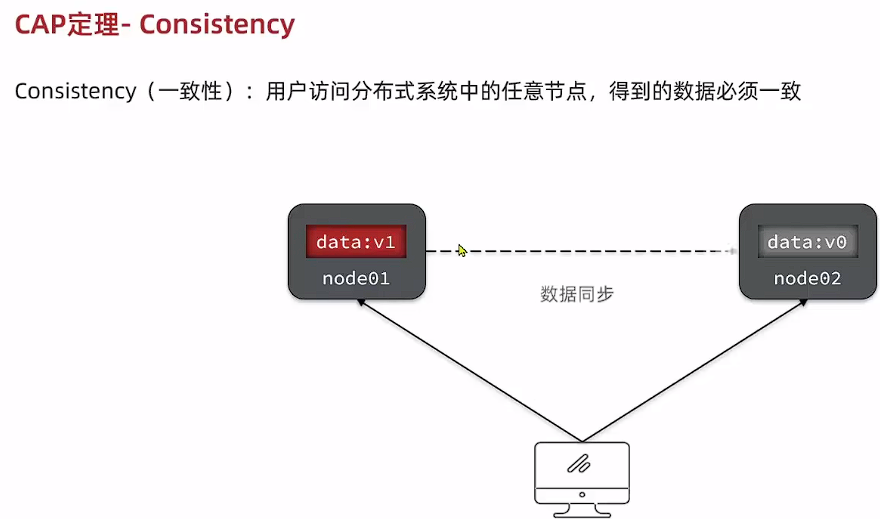 CAP定理- Consistency
Consistency（一致性）：用户访问分布式系统中的任意节点，得到的数据必须一致
data:v1
node01
data:v0
node02
数据同步